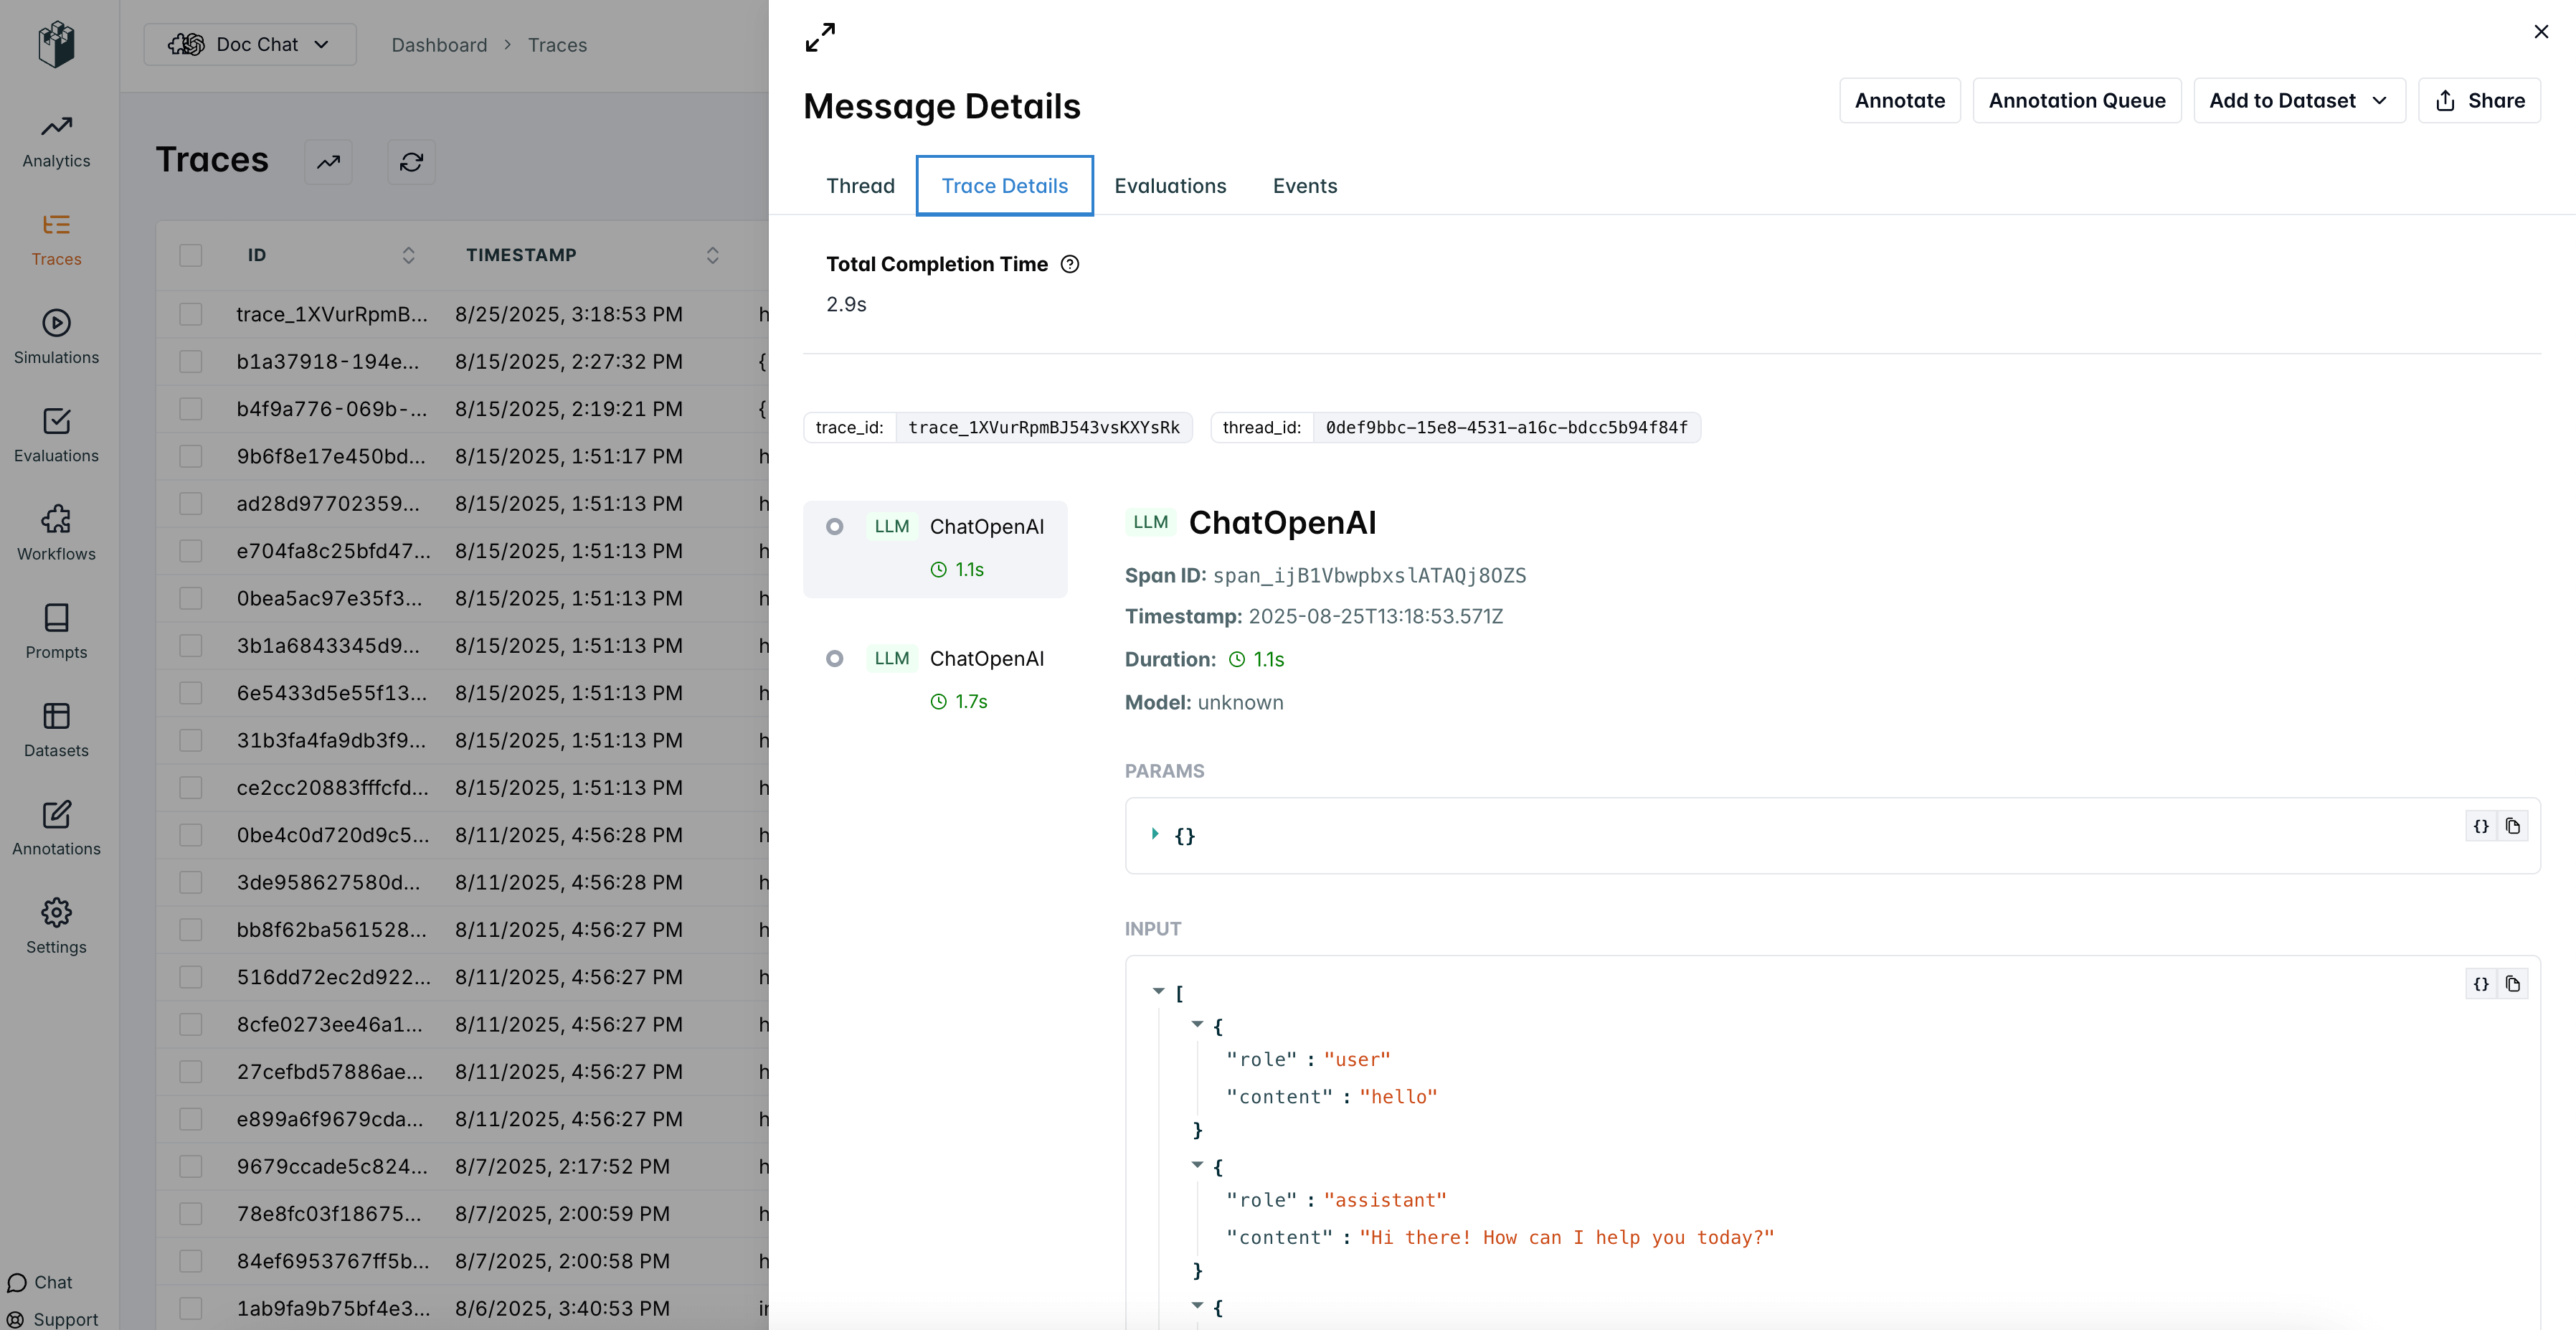 Doc Chat
Dashboard > Traces
Analytics
Traces
Simulations
Evaluations
Workflows
Prompts
Datasets
Annotations
Settings
Chat
Support
Traces
ID TIMESTAMP
trace_1XVurRpmB... 8/25/2025, 3:18:53 PM h
b1a37918-194e... 8/15/2025, 2:27:32 PM {
b4f9a776-069b-... 8/15/2025, 2:19:21 PM {
9b6f8e17e450bd... 8/15/2025, 1:51:17 PM h
ad28d97702359... 8/15/2025, 1:51:13 PM h
e704fa8c25bfd47... 8/15/2025, 1:51:13 PM h
0bea5ac97e35f3... 8/15/2025, 1:51:13 PM h
3b1a6843345d9... 8/15/2025, 1:51:13 PM h
6e5433d5e55f13... 8/15/2025, 1:51:13 PM h
31b3fa4fa9db3f9... 8/15/2025, 1:51:13 PM h
ce2cc20883fffcfd... 8/15/2025, 1:51:13 PM h
0be4c0d720d9c5... 8/11/2025, 4:56:28 PM h
3de958627580d... 8/11/2025, 4:56:28 PM h
bb8f62ba561528... 8/11/2025, 4:56:27 PM h
516dd72ec2d922... 8/11/2025, 4:56:27 PM h
8cfe0273ee46a1... 8/11/2025, 4:56:27 PM h
27cefbd57886ae... 8/11/2025, 4:56:27 PM h
e899a6f9679cda... 8/11/2025, 4:56:27 PM h
9679ccade5c824... 8/7/2025, 2:17:52 PM h
78e8fc03f18675... 8/7/2025, 2:00:59 PM h
84ef6953767ff5b... 8/7/2025, 2:00:58 PM h
1ab9fa9b75bf4e3... 8/6/2025, 3:40:53 PM
Message Details
Annotate Annotation Queue Add to Dataset Share
Thread Trace Details Evaluations Events
Total Completion Time
2.9s
trace_id: trace_1XVurRpmBJ543vsKXYsRk thread_id: 0def9bbc-15e8-4531-a16c-bdcc5b94f84f
LLM ChatOpenAI
1.1s
LLM ChatOpenAI
1.7s
LLM ChatOpenAI
Span ID: span_ijB1VbwpbxslATAQj8OZS
Timestamp: 2025-08-25T13:18:53.571Z
Duration: 1.1s
Model: unknown
PARAMS
{}
{}
INPUT
{}
[
{
"role" : "user"
"content" : "hello"
}
{
"role" : "assistant"
"content" : "Hi there! How can I help you today?"
}
{